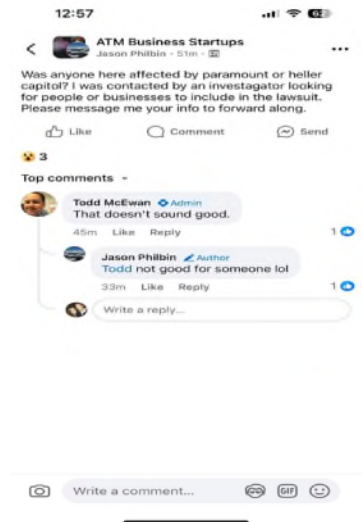 12:57
62
ATM Business Startups
Jason Philbin · 51m ·
Was anyone here affected by paramount or heller
capitol? I was contacted by an investagator looking
for people or businesses to include in the lawsuit.
Please message me your info to forward along.
Like Comment Send
3
Top comments
Todd McEwan Admin
That doesn't sound good.
45m Like Reply 1
Jason Philbin Author
Todd not good for someone lol
33m Like Reply 1
Write a reply...
Write a comment... GIF